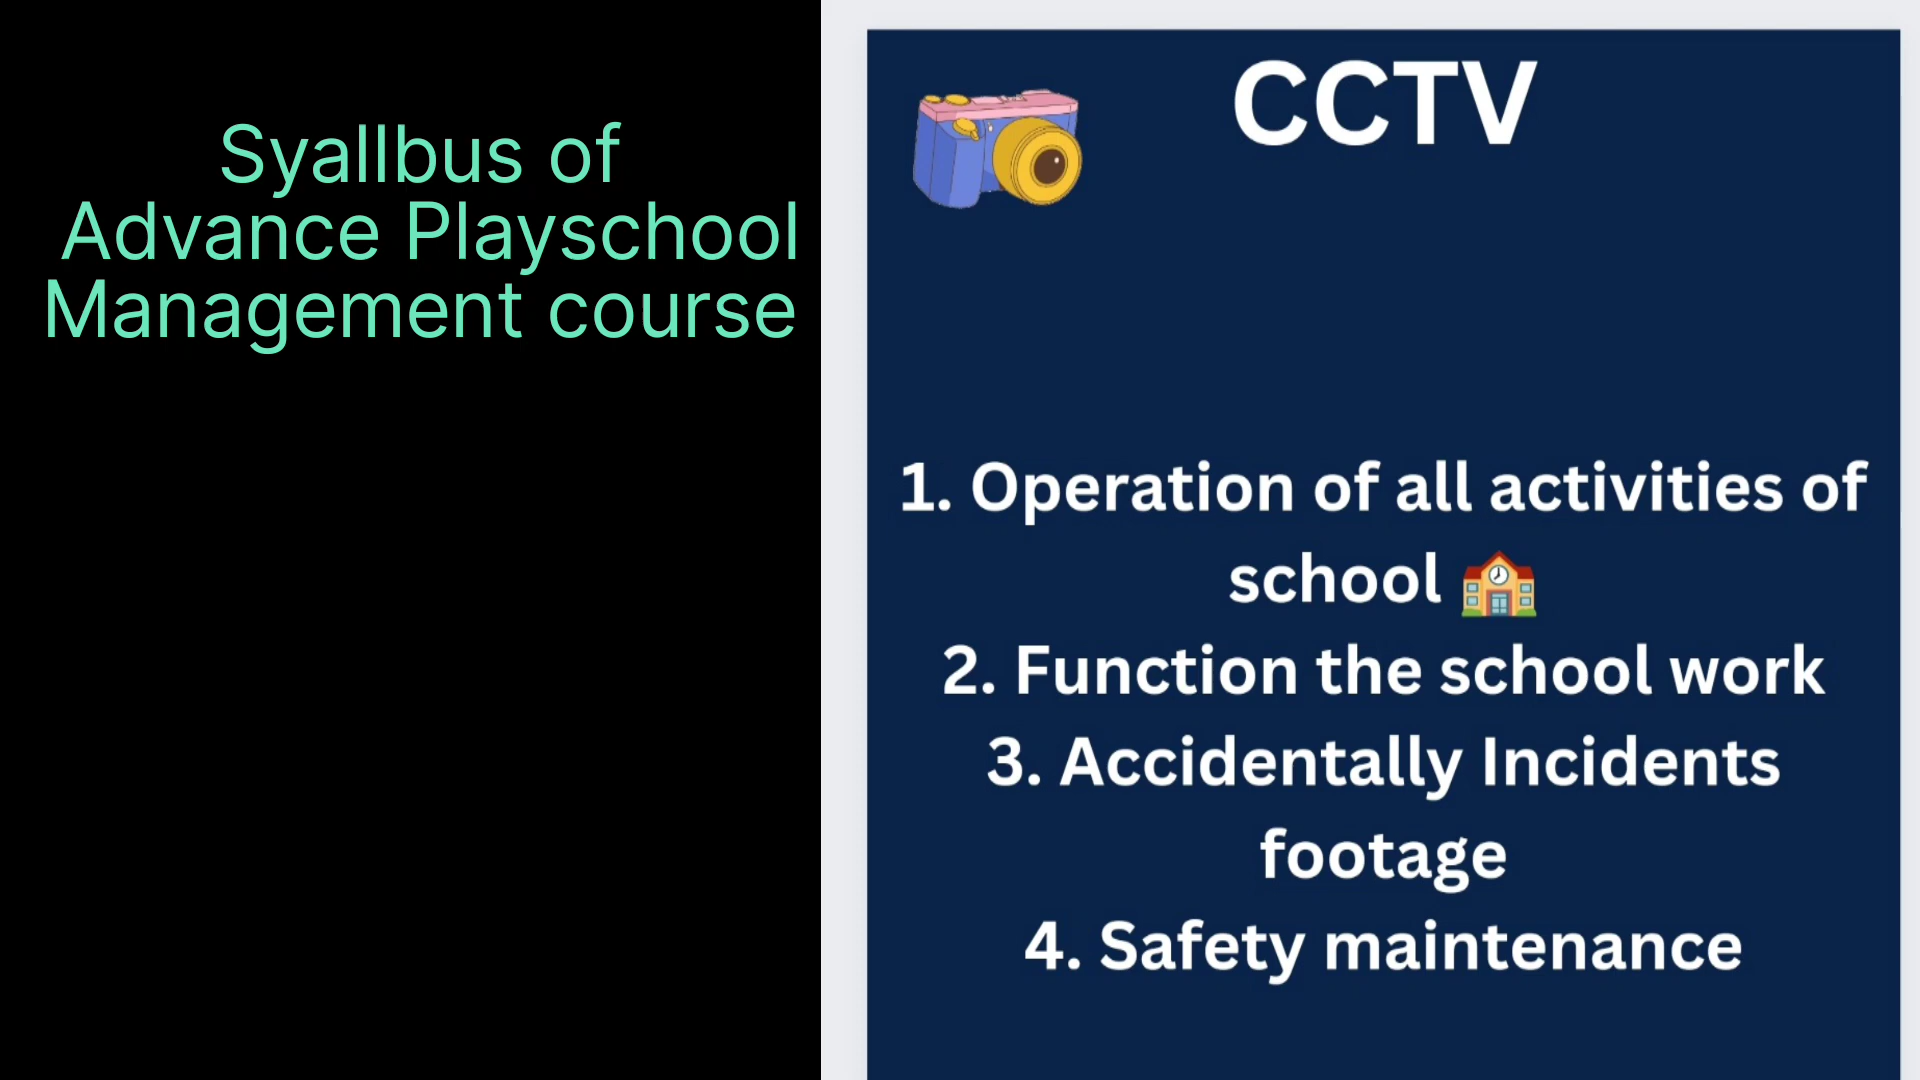 Syallbus of
Advance Playschool
Management course
CCTV
1. Operation of all activities of
school 🏫
2. Function the school work
3. Accidentally Incidents
footage
4. Safety maintenance